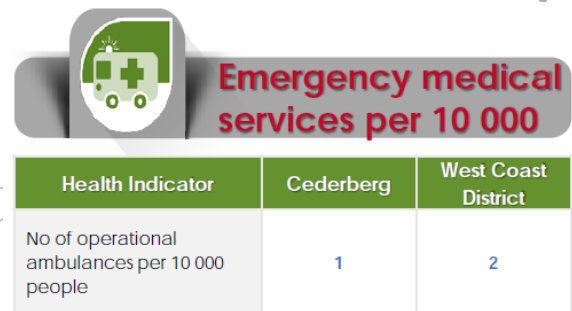 Emergency medical
services per 10 000
Health Indicator
Cederberg
West Coast
District
No of operational
ambulances per 10 000
people
1
2